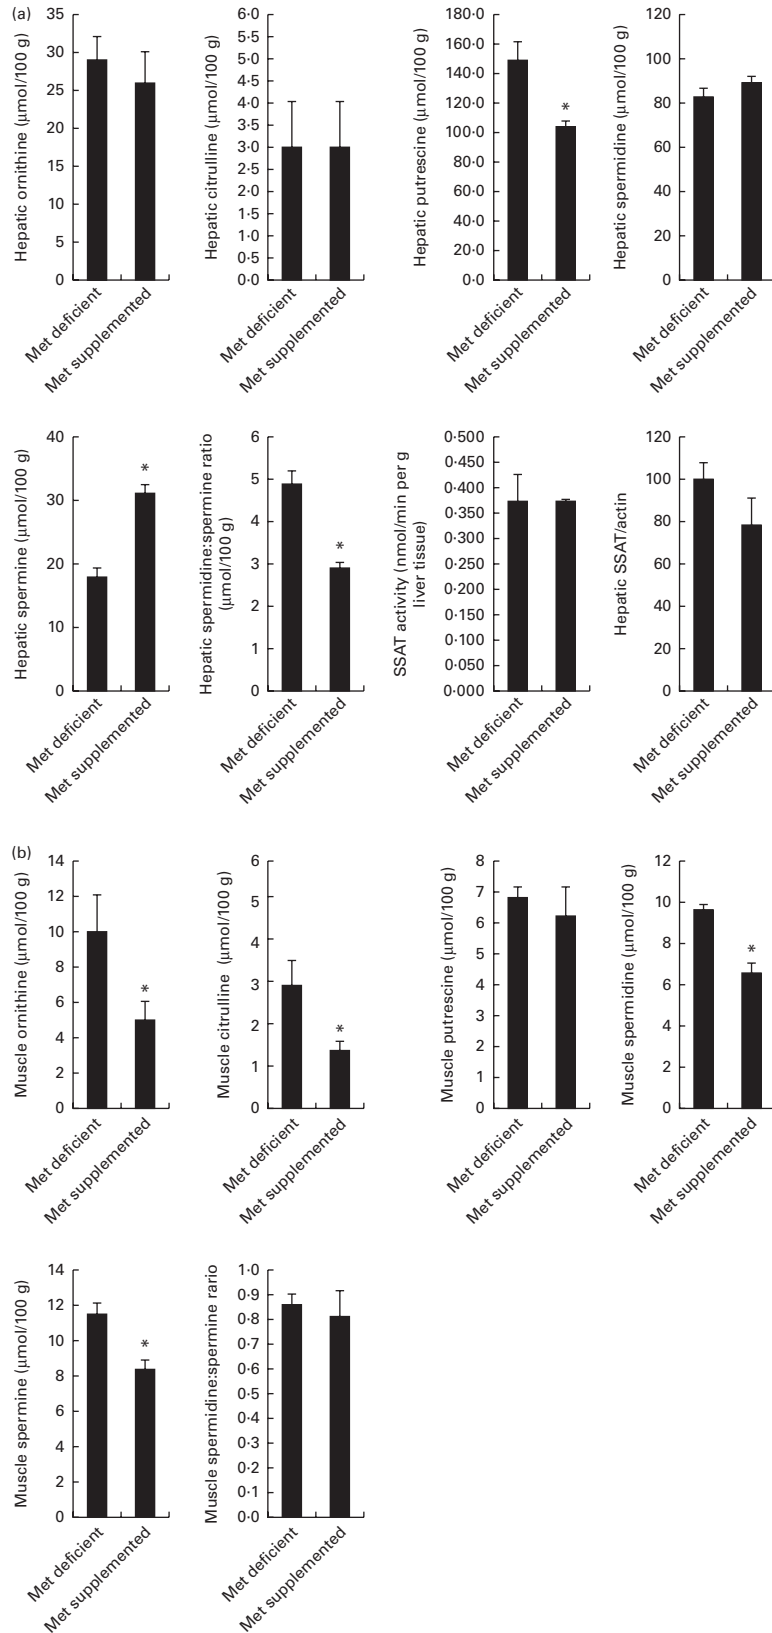 (a)
Hepatic ornithine (μmol/100 g)
35
30
25
20
15
10
5
0
Met deficient
Met supplemented
Hepatic citrulline (μmol/100 g)
6·0
5·5
5·0
4·5
4·0
3·5
3·0
2·5
2·0
1·5
1·0
0·5
0·0
Met deficient
Met supplemented
Hepatic putrescine (μmol/100 g)
180·0
160·0
140·0
120·0
100·0
80·0
60·0
40·0
20·0
0·0
*
Met deficient
Met supplemented
Hepatic spermidine (μmol/100 g)
120
100
80
60
40
20
0
Met deficient
Met supplemented
Hepatic spermine (μmol/100 g)
40
30
20
10
0
*
Met deficient
Met supplemented
Hepatic spermidine:spermine ratio
(μmol/100 g)
6
5
4
3
2
1
0
*
Met deficient
Met supplemented
SSAT activity (nmol/min per g
liver tissue)
0·500
0·450
0·400
0·350
0·300
0·250
0·200
0·150
0·100
0·050
0·000
Met deficient
Met supplemented
Hepatic SSAT/actin
120
100
80
60
40
20
0
Met deficient
Met supplemented
(b)
Muscle ornithine (μmol/100 g)
14
12
10
8
6
4
2
0
*
Met deficient
Met supplemented
Muscle citrulline (μmol/100 g)
6
5
4
3
2
1
0
*
Met deficient
Met supplemented
Muscle putrescine (μmol/100 g)
8
7
6
5
4
3
2
1
0
Met deficient
Met supplemented
Muscle spermidine (μmol/100 g)
12
10
8
6
4
2
0
*
Met deficient
Met supplemented
Muscle spermine (μmol/100 g)
14
12
10
8
6
4
2
0
*
Met deficient
Met supplemented
Muscle spermidine:spermine rario
1·0
0·9
0·8
0·7
0·6
0·5
0·4
0·3
0·2
0·1
0·0
Met deficient
Met supplemented